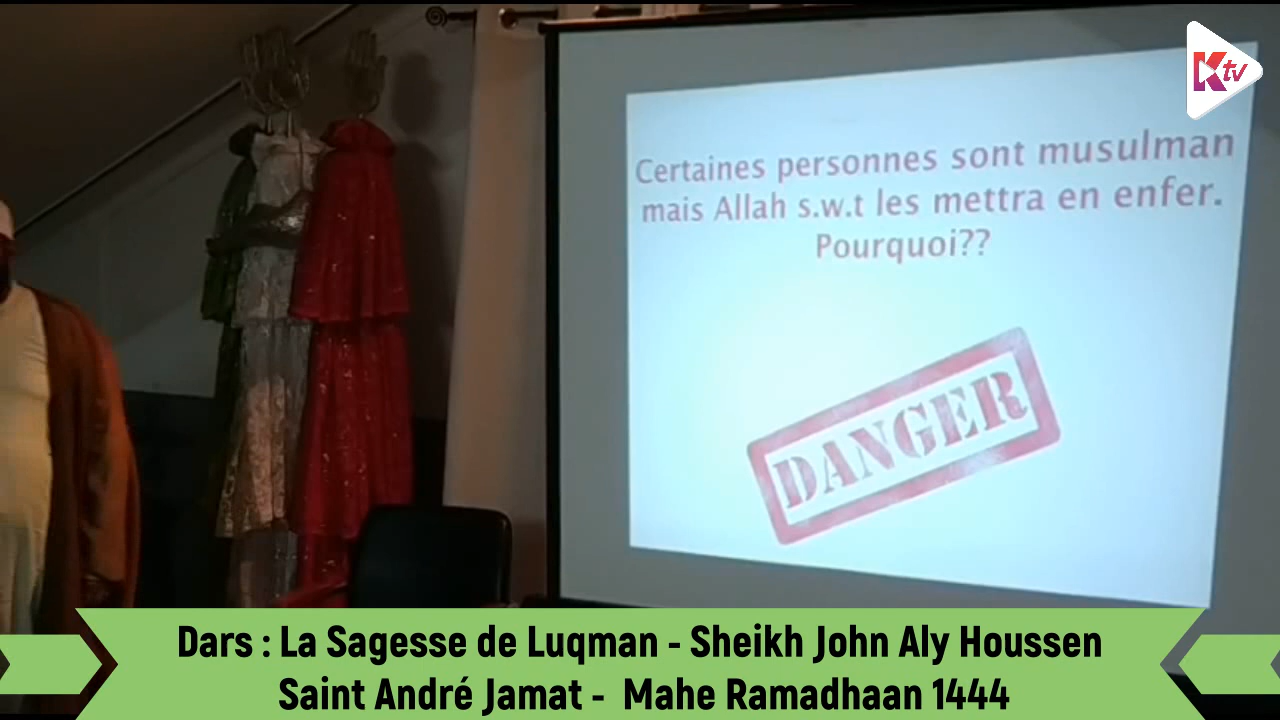 Ktv
Certaines personnes sont musulman
mais Allah s.w.t les mettra en enfer.
Pourquoi??
DANGER
Dars : La Sagesse de Luqman - Sheikh John Aly Houssen
Saint André Jamat - Mahe Ramadhaan 1444